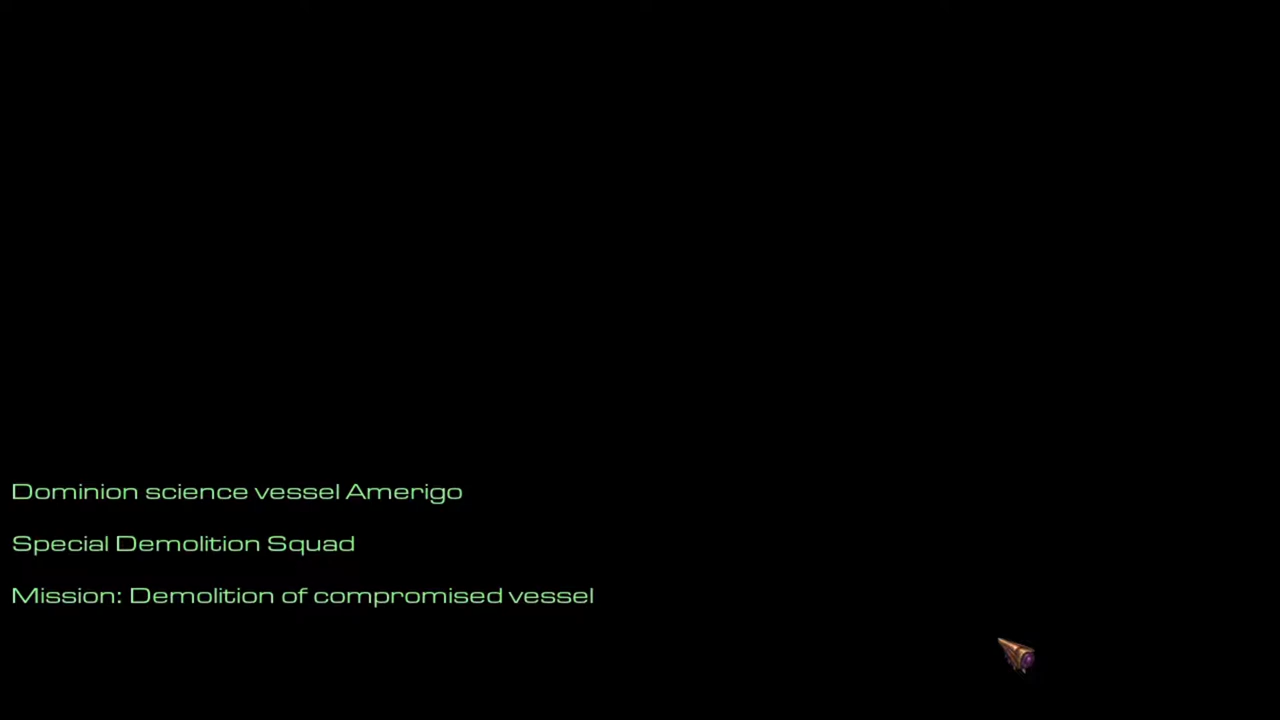 Dominion science vessel Amerigo
Special Demolition Squad
Mission: Demolition of compromised vessel